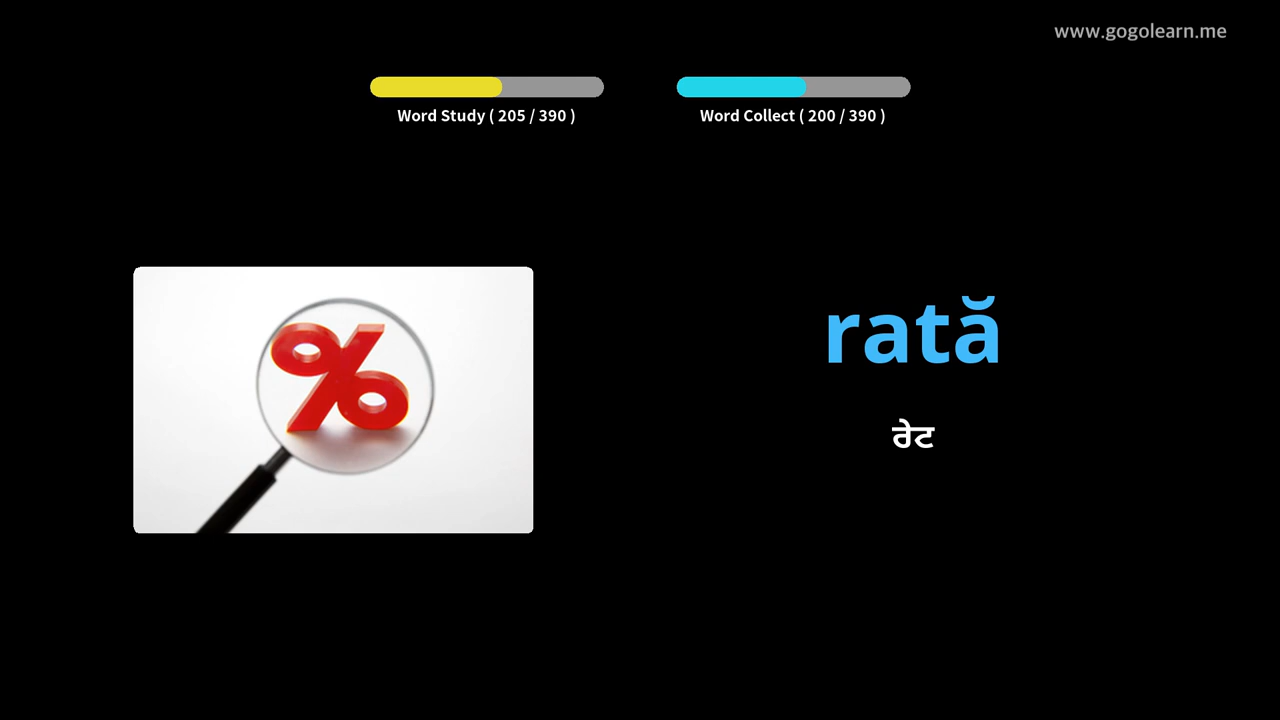 www.gogolearn.me
Word Study ( 205 / 390 )
Word Collect ( 200 / 390 )
%
rată
ਰੇਟ